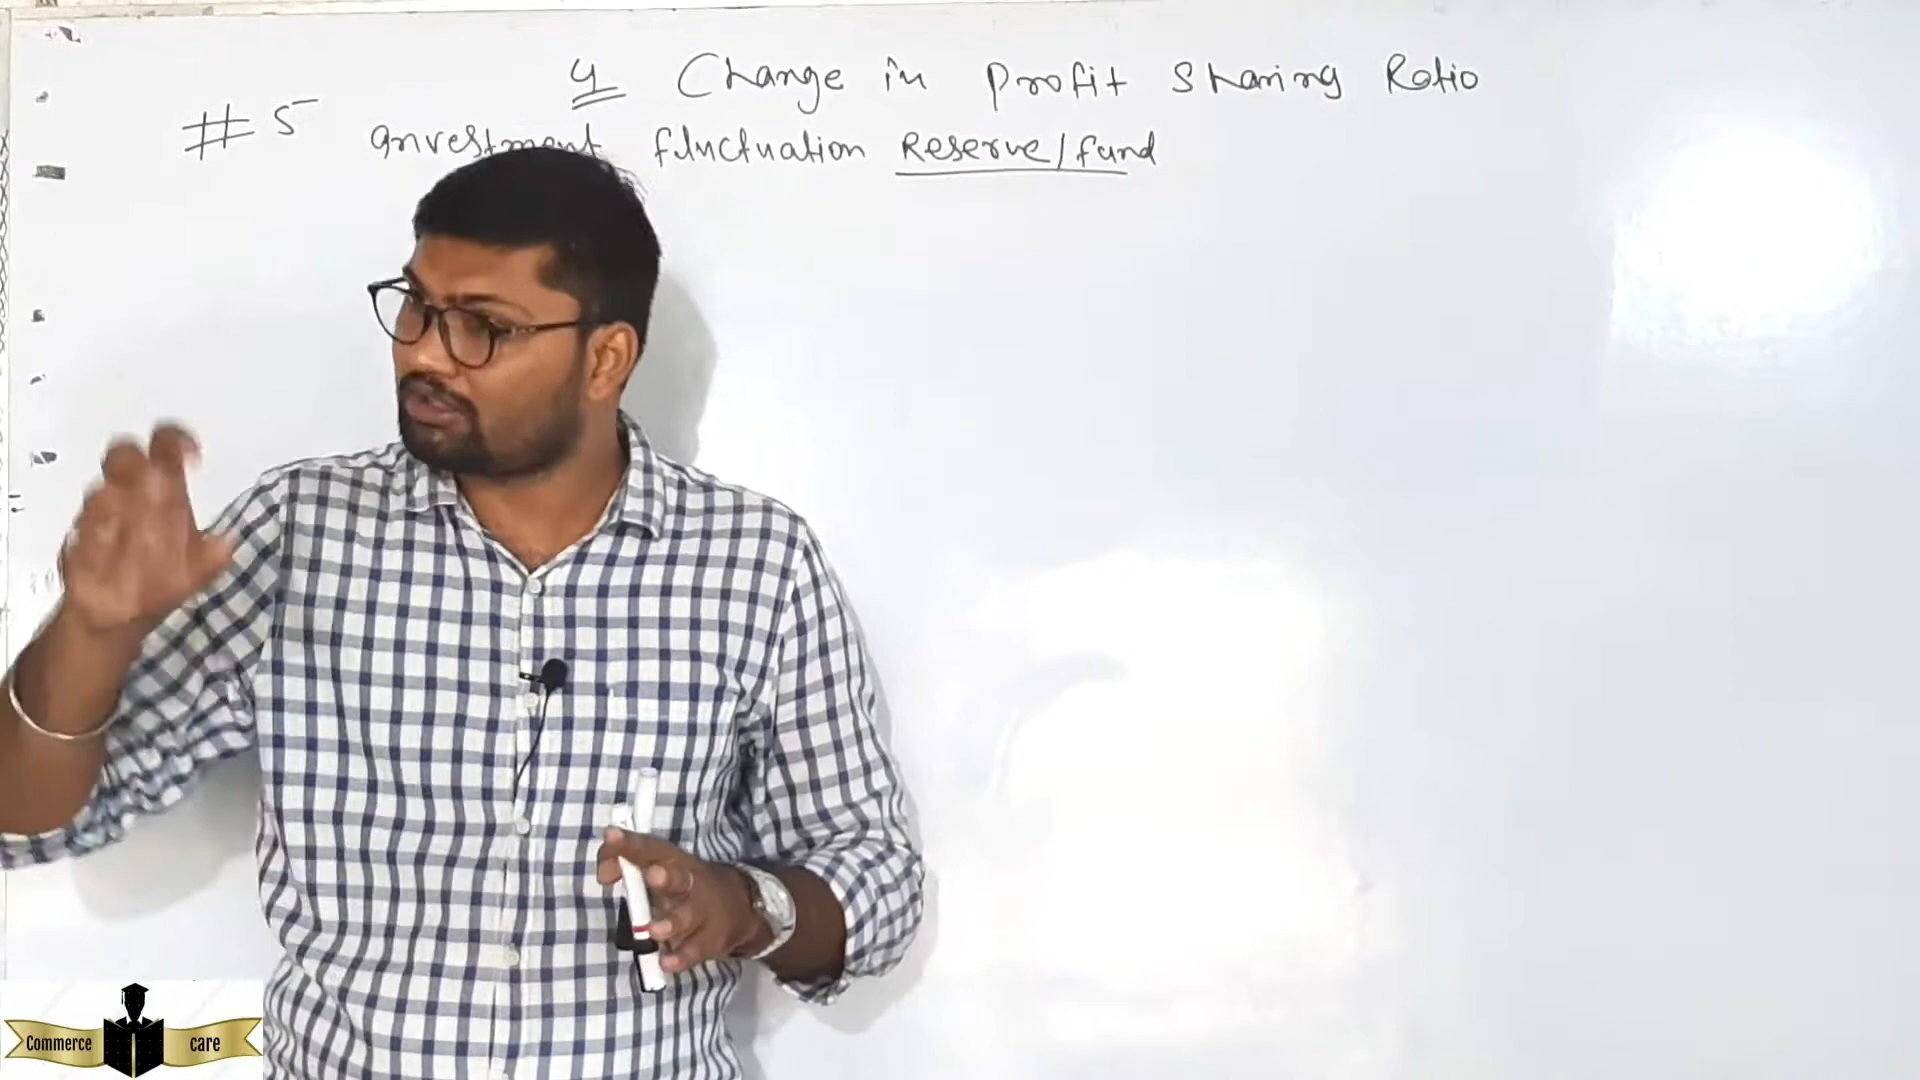 4 Change in Profit Sharing Ratio
#5 Investment fluctuation Reserve/fund
Commerce care